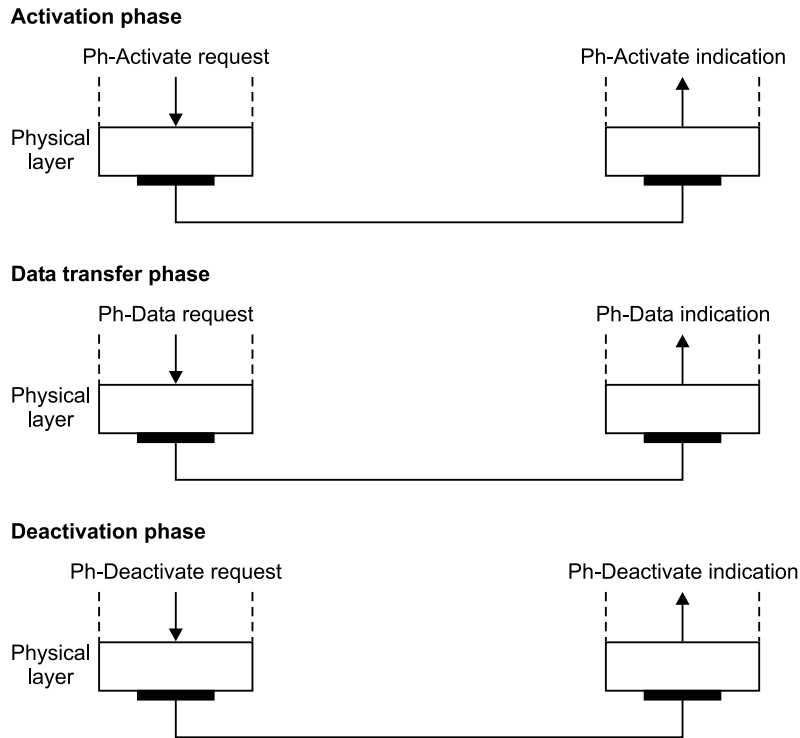 Activation phase
Ph-Activate request
Ph-Activate indication
Physical
layer
Data transfer phase
Ph-Data request
Ph-Data indication
Physical
layer
Deactivation phase
Ph-Deactivate request
Ph-Deactivate indication
Physical
layer